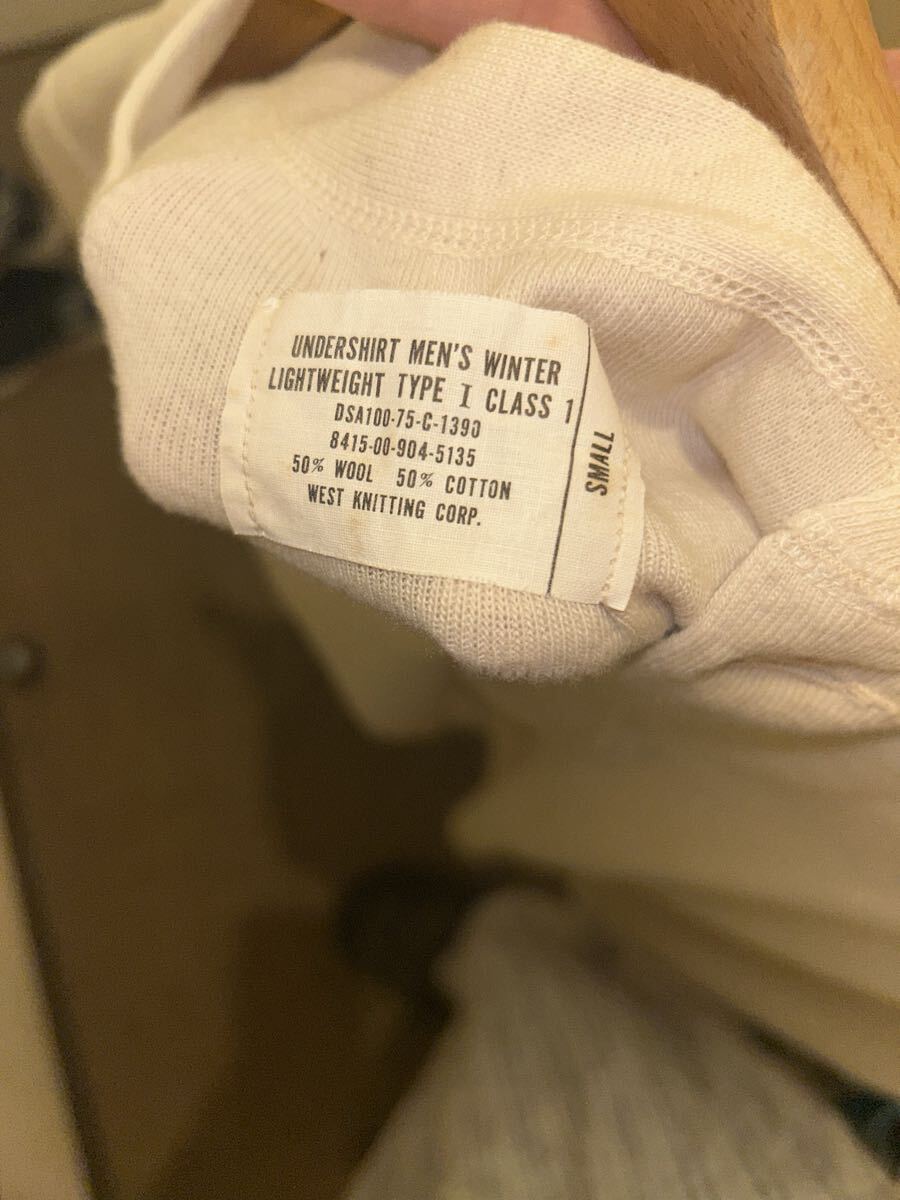 UNDERSHIRT MEN'S WINTER
LIGHTWEIGHT TYPE I CLASS 1
DSA100-75-C-1390
8415-00-904-5135
50% WOOL 50% COTTON
WEST KNITTING CORP.
SMALL